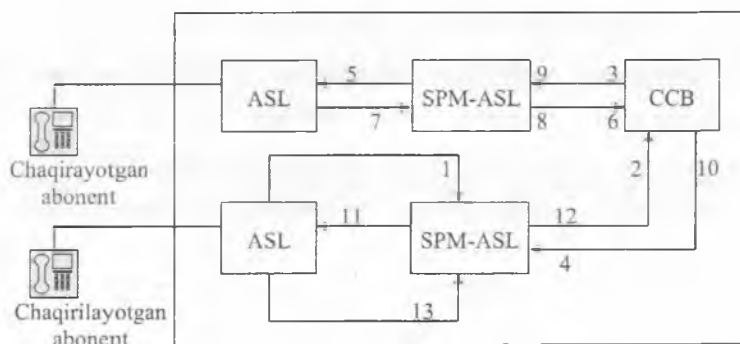 5
9
3
ASL
SPM-ASL
CCB
7
8
6
Chaqirayotgan
abonent
1
2
10
ASL
11
SPM-ASL
12
4
Chaqirilayotgan
abonent
13